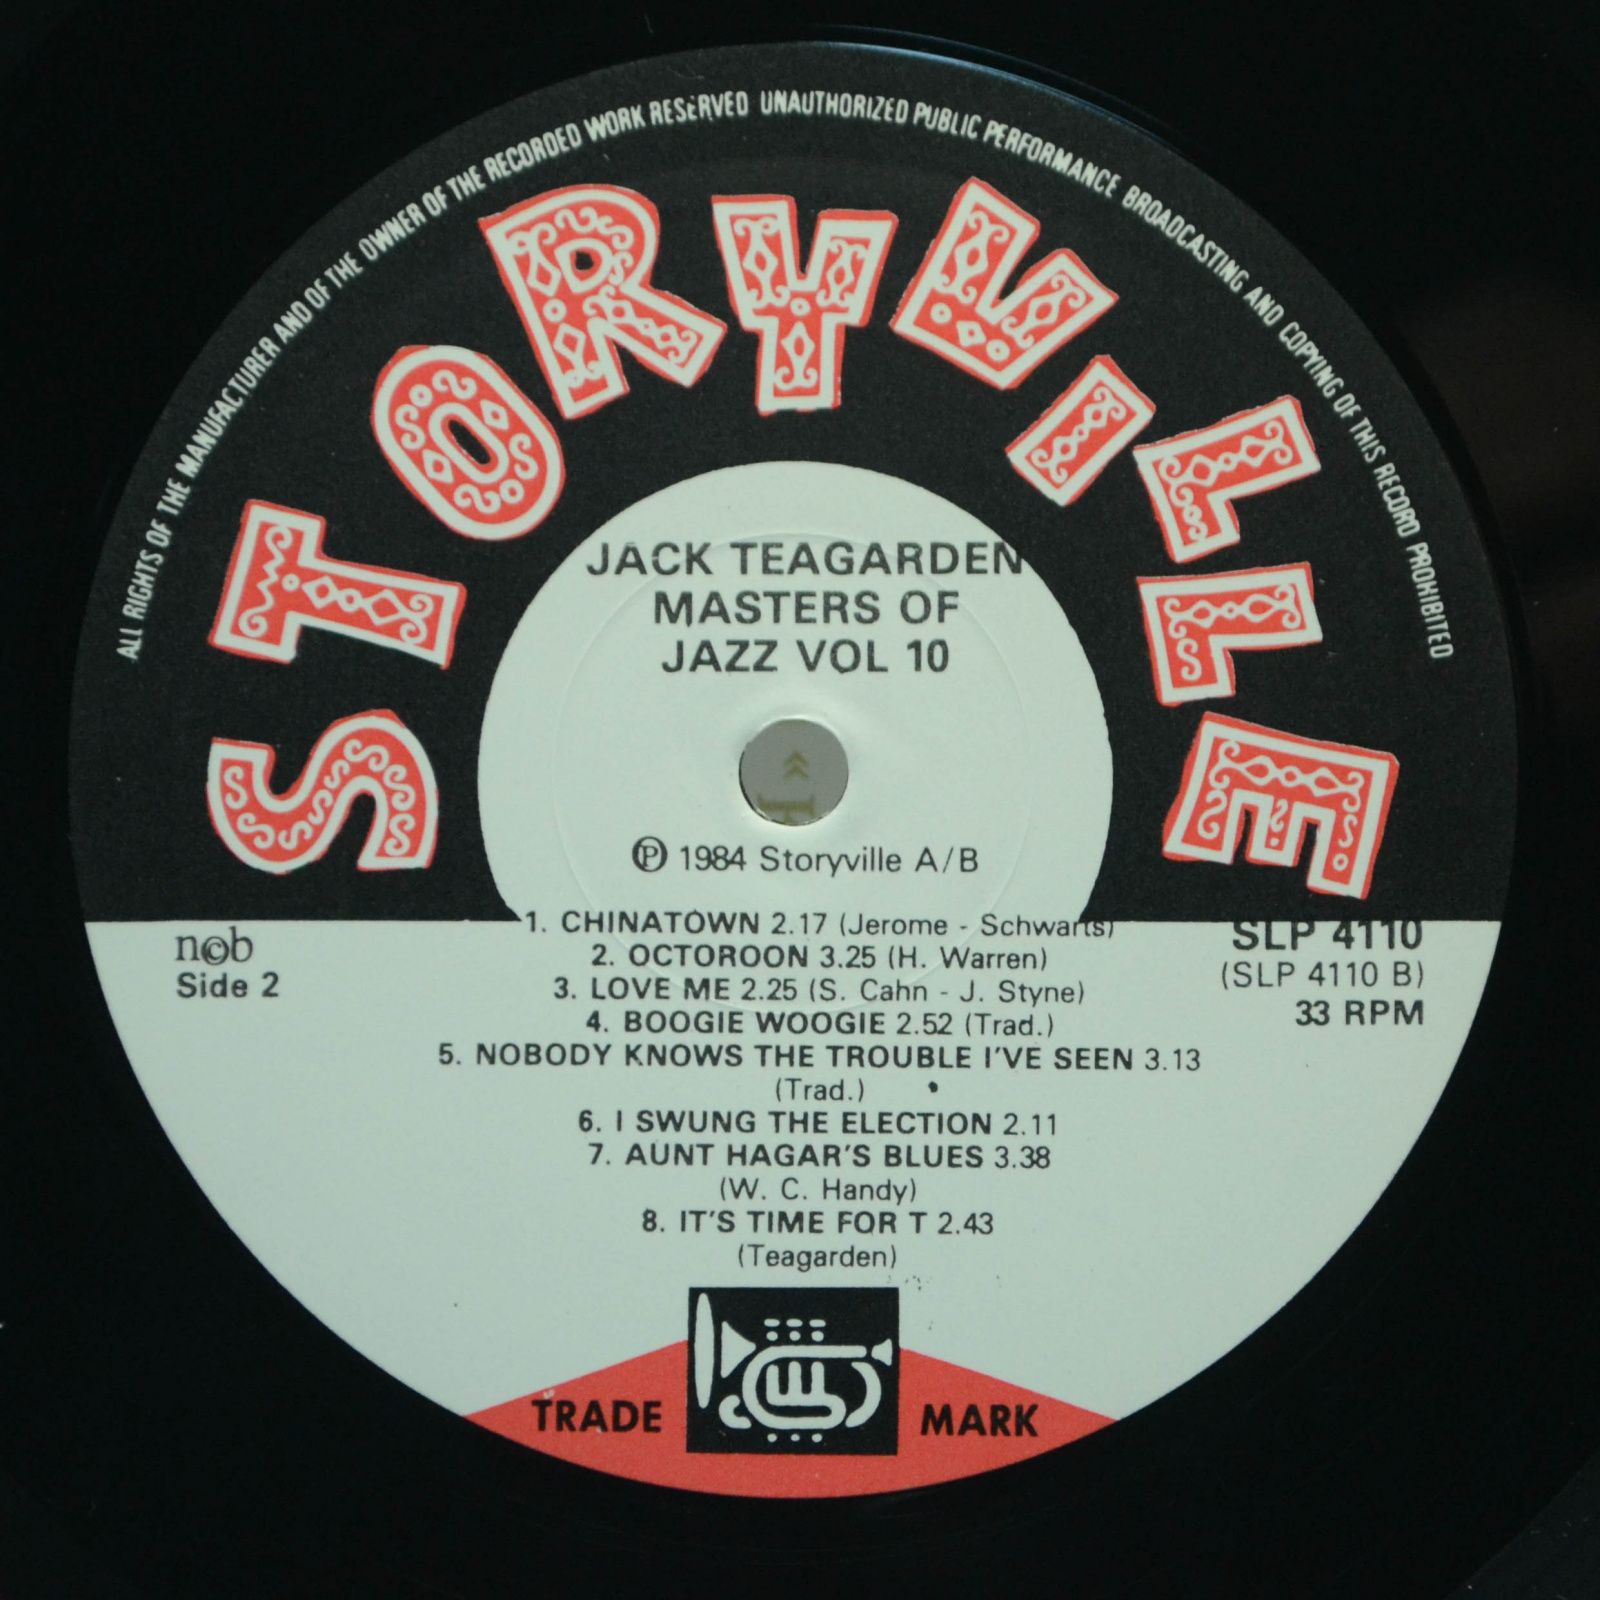 ALL RIGHTS OF THE MANUFACTURER AND OF THE OWNER OF THE RECORDED WORK RESERVED UNAUTHORIZED PUBLIC PERFORMANCE BROADCASTING AND COPYING OF THIS RECORD PROHIBITED
STORYVILLE
JACK TEAGARDEN
MASTERS OF
JAZZ VOL 10
℗ 1984 Storyville A/B
n©b
Side 2
SLP 4110
(SLP 4110 B)
33 RPM
1. CHINATOWN 2.17 (Jerome - Schwarts)
2. OCTOROON 3.25 (H. Warren)
3. LOVE ME 2.25 (S. Cahn - J. Styne)
4. BOOGIE WOOGIE 2.52 (Trad.)
5. NOBODY KNOWS THE TROUBLE I'VE SEEN 3.13
(Trad.)
6. I SWUNG THE ELECTION 2.11
7. AUNT HAGAR'S BLUES 3.38
(W. C. Handy)
8. IT'S TIME FOR T 2.43
(Teagarden)
TRADE MARK